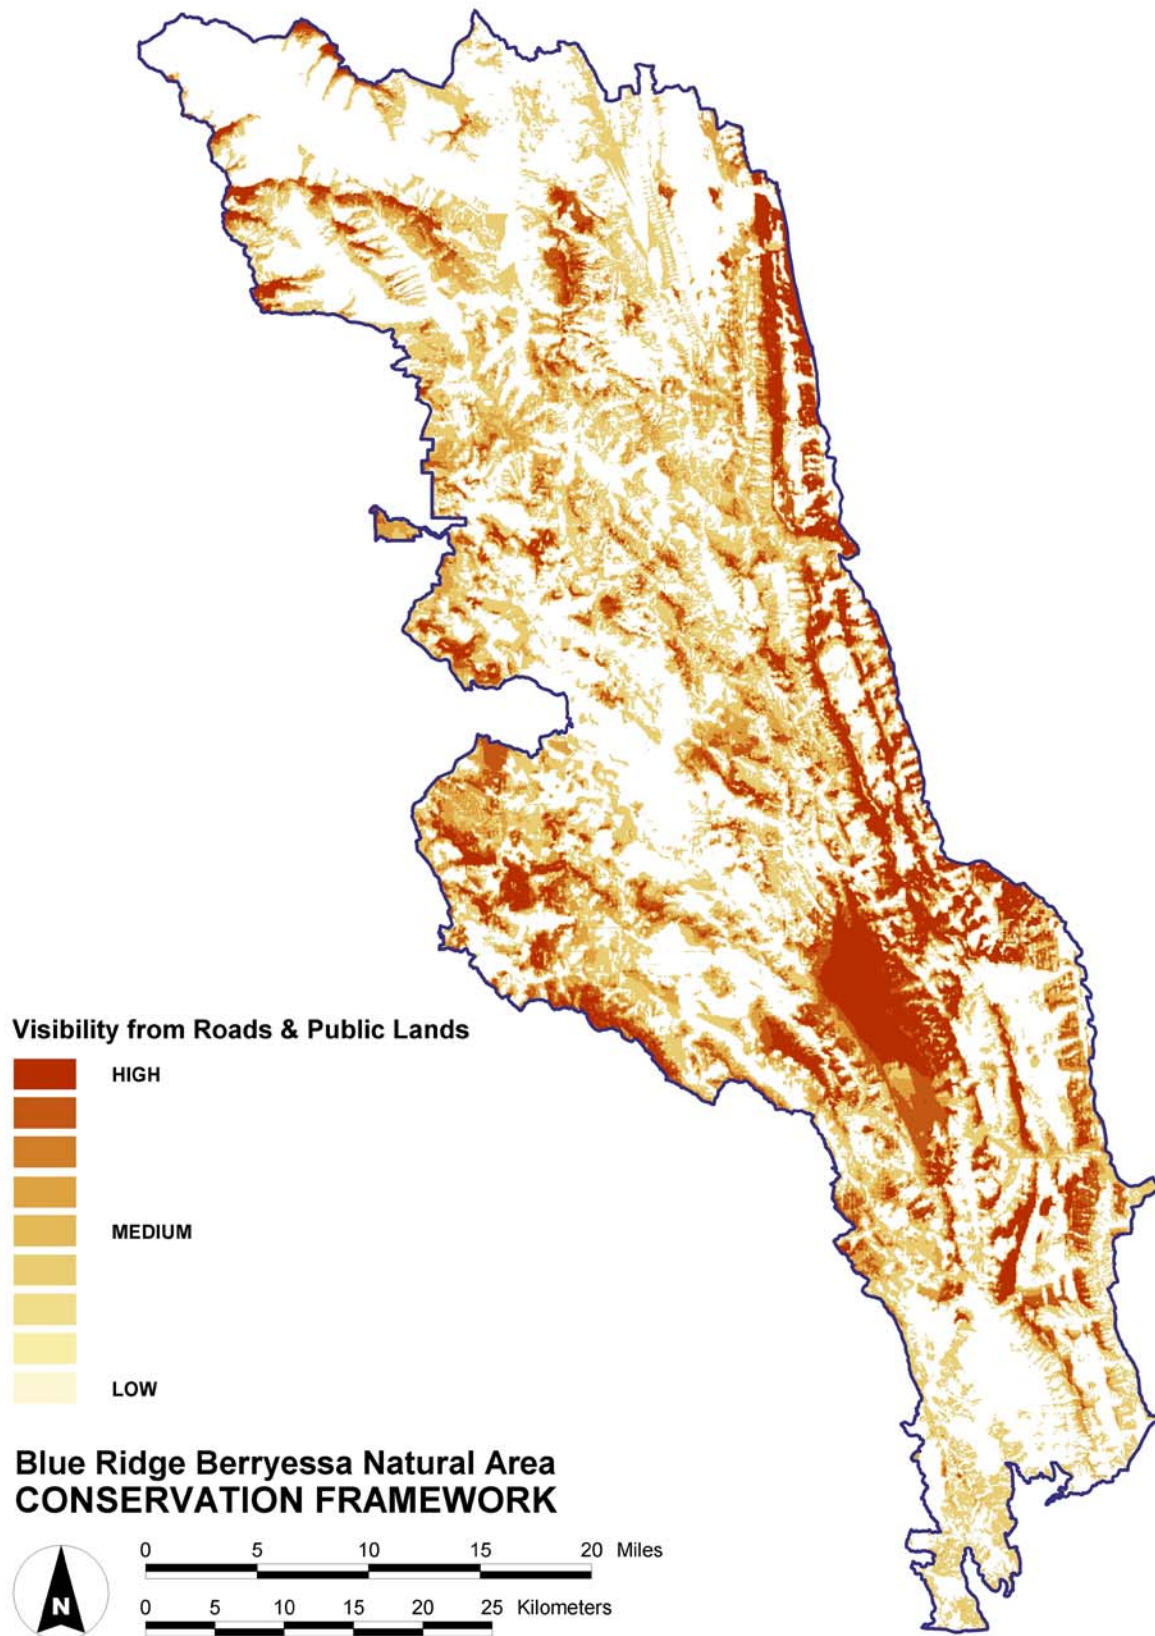 Visibility from Roads & Public Lands
HIGH
MEDIUM
LOW
Blue Ridge Berryessa Natural Area
CONSERVATION FRAMEWORK
0 5 10 15 20 Miles
0 5 10 15 20 25 Kilometers
N